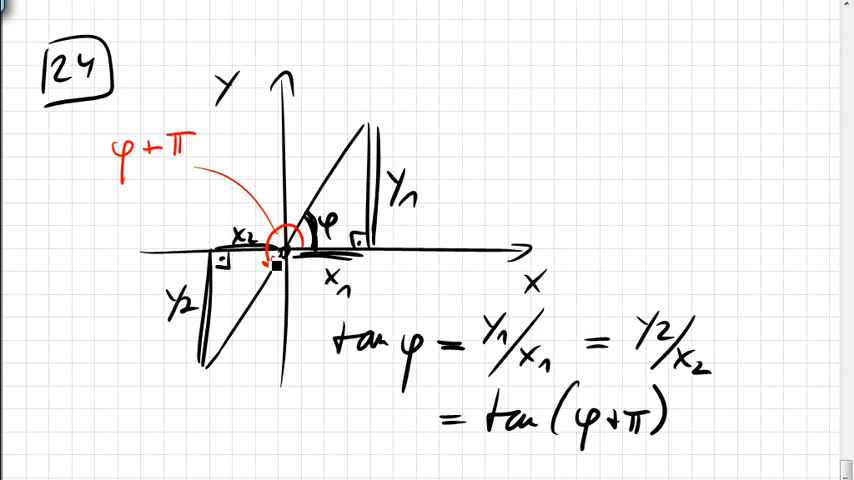 24
Y
φ + π
y1
φ
x2
x1
X
y2
tan φ = y1/x1 = y2/x2
= tan(φ+π)